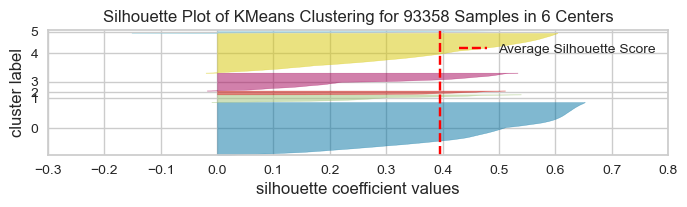 Silhouette Plot of KMeans Clustering for 93358 Samples in 6 Centers
5
4
3
2
1
0
cluster label
Average Silhouette Score
-0.3 -0.2 -0.1 0.0 0.1 0.2 0.3 0.4 0.5 0.6 0.7 0.8
silhouette coefficient values